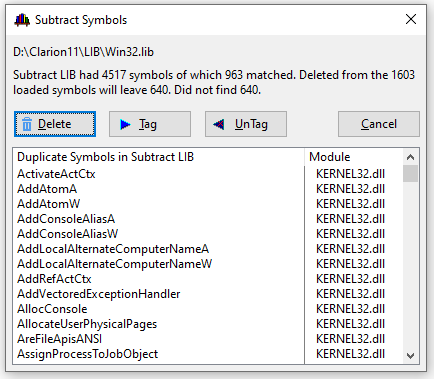 Subtract Symbols
D:\Clarion11\LIB\Win32.lib
Subtract LIB had 4517 symbols of which 963 matched. Deleted from the 1603
loaded symbols will leave 640. Did not find 640.
Delete Tag UnTag Cancel
Duplicate Symbols in Subtract LIB Module
ActivateActCtx KERNEL32.dll
AddAtomA KERNEL32.dll
AddAtomW KERNEL32.dll
AddConsoleAliasA KERNEL32.dll
AddConsoleAliasW KERNEL32.dll
AddLocalAlternateComputerNameA KERNEL32.dll
AddLocalAlternateComputerNameW KERNEL32.dll
AddRefActCtx KERNEL32.dll
AddVectoredExceptionHandler KERNEL32.dll
AllocConsole KERNEL32.dll
AllocateUserPhysicalPages KERNEL32.dll
AreFileApisANSI KERNEL32.dll
AssignProcessToJobObject KERNEL32.dll